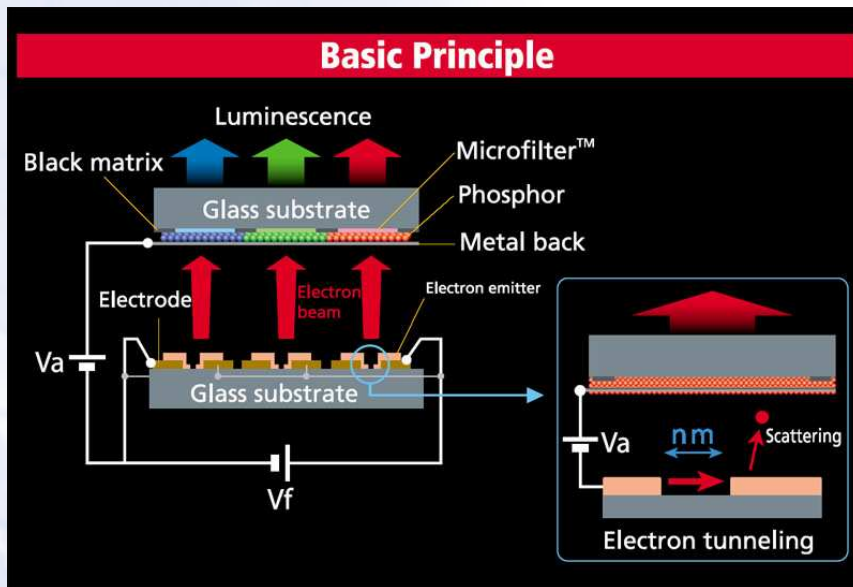 Basic Principle
Luminescence
Black matrix
Microfilter™
Glass substrate
Phosphor
Metal back
Electrode
Electron
beam
Electron emitter
Va
Glass substrate
Vf
nm
Scattering
Va
Electron tunneling